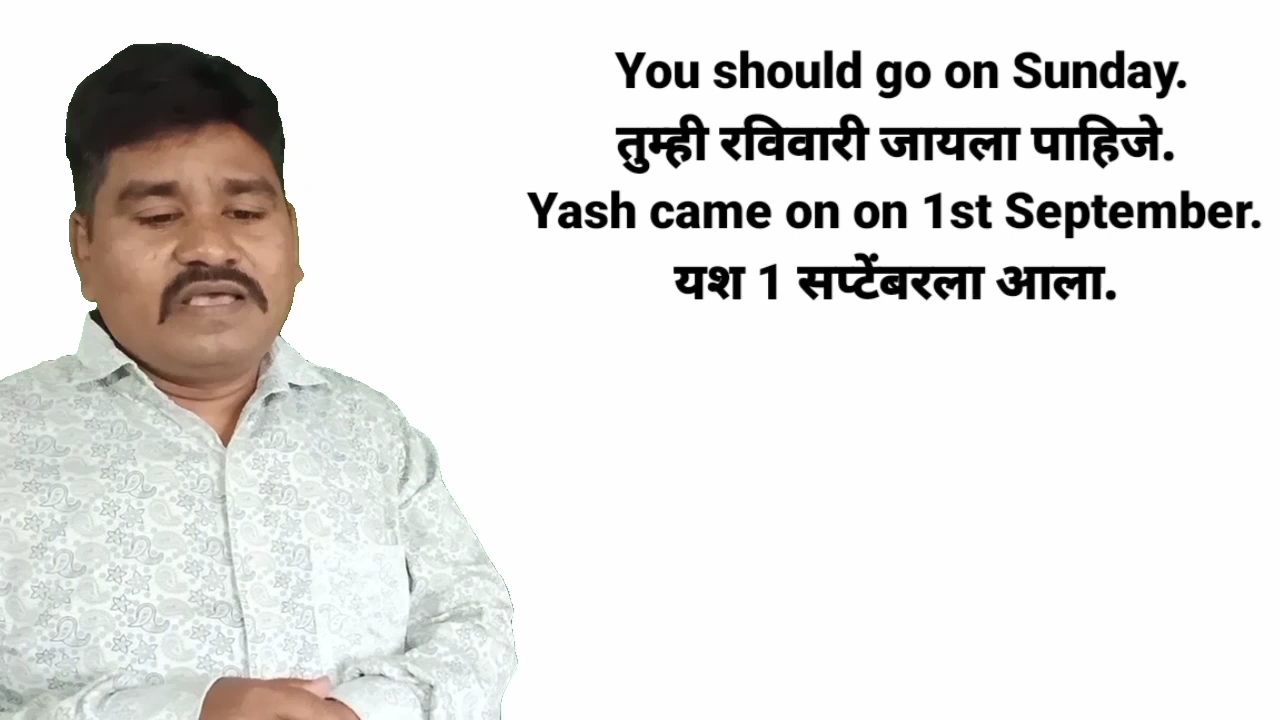 You should go on Sunday.
तुम्ही रविवारी जायला पाहिजे.
Yash came on on 1st September.
यश 1 सप्टेंबरला आला.